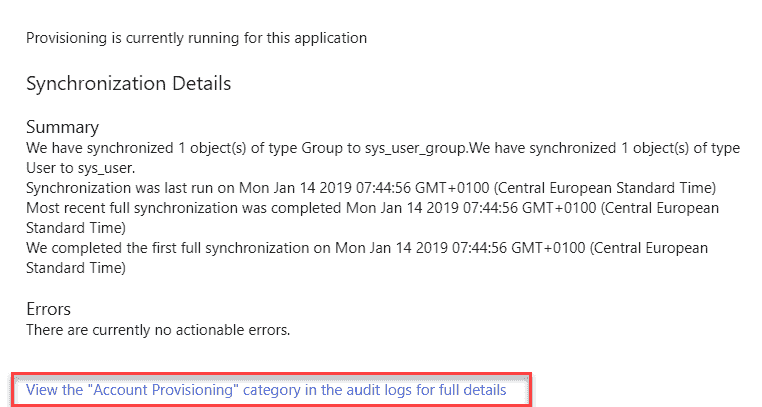 Provisioning is currently running for this application
Synchronization Details
Summary
We have synchronized 1 object(s) of type Group to sys_user_group.We have synchronized 1 object(s) of type
User to sys_user.
Synchronization was last run on Mon Jan 14 2019 07:44:56 GMT+0100 (Central European Standard Time)
Most recent full synchronization was completed Mon Jan 14 2019 07:44:56 GMT+0100 (Central European
Standard Time)
We completed the first full synchronization on Mon Jan 14 2019 07:44:56 GMT+0100 (Central European
Standard Time)
Errors
There are currently no actionable errors.
View the "Account Provisioning" category in the audit logs for full details